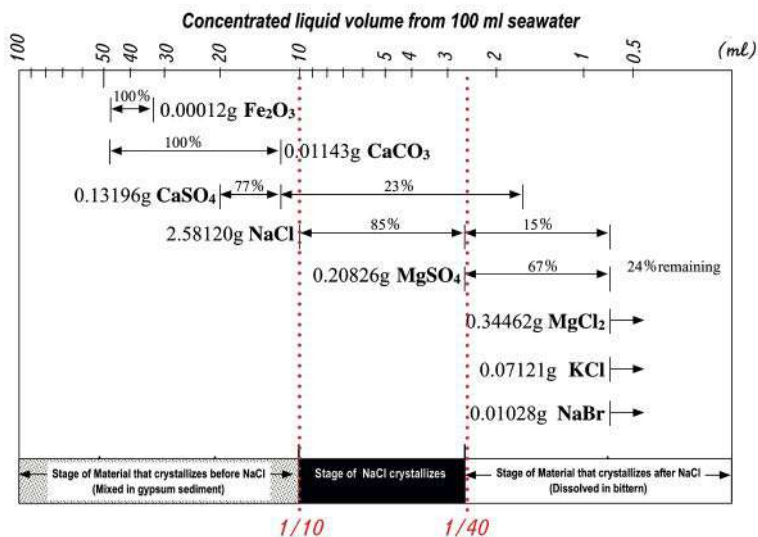 Concentrated liquid volume from 100 ml seawater
100 50 40 30 20 10 5 4 3 2 1 0.5 (ml)
100%
0.00012g Fe₂O₃
100%
0.01143g CaCO₃
0.13196g CaSO₄ 77% 23%
2.58120g NaCl 85% 15%
0.20826g MgSO₄ 67% 24%remaining
0.34462g MgCl₂
0.07121g KCl
0.01028g NaBr
Stage of Material that crystallizes before NaCl
(Mixed in gypsum sediment)
Stage of NaCl crystallizes
Stage of Material that crystallizes after NaCl
(Dissolved in bittern)
1/10 1/40